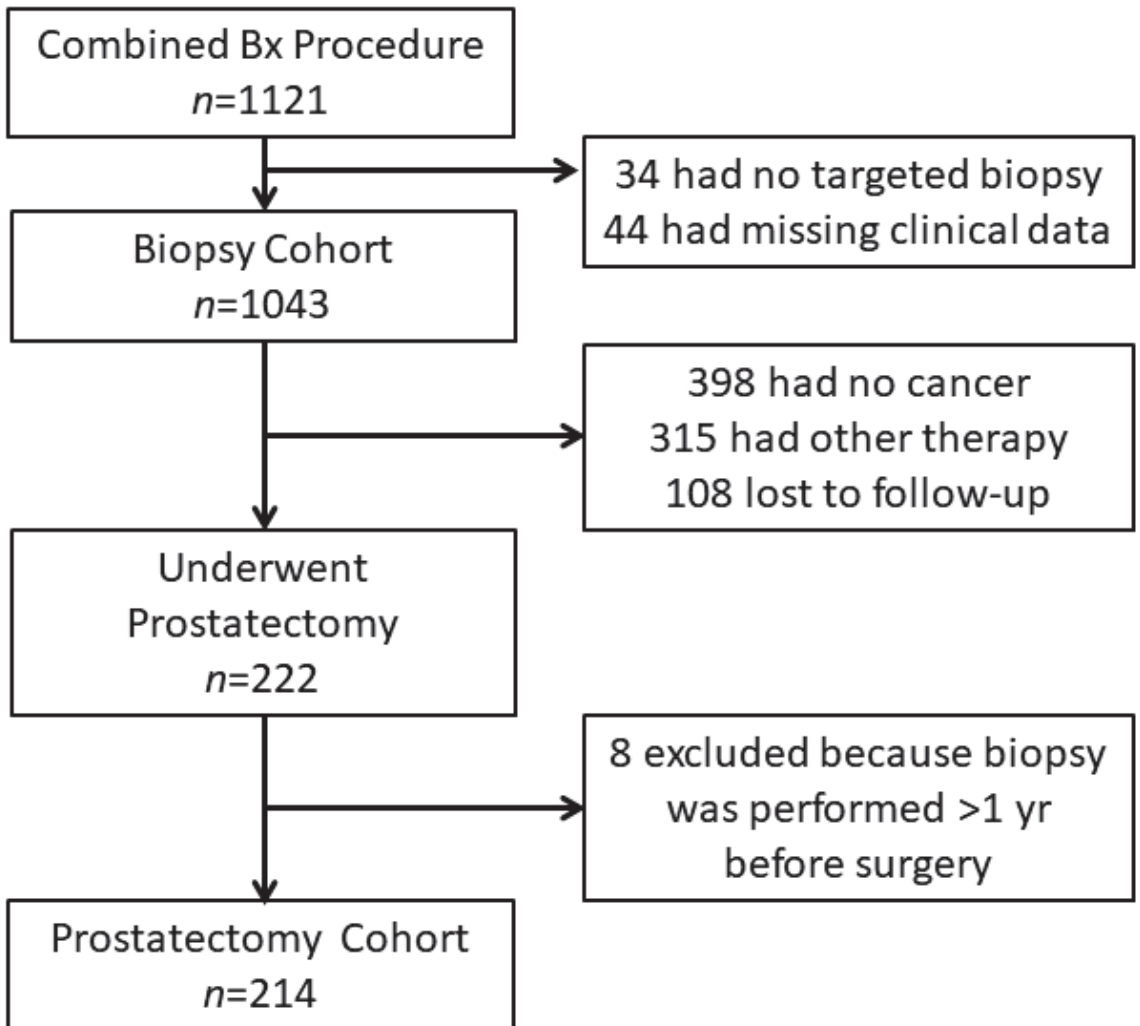 Combined Bx Procedure
n=1121
34 had no targeted biopsy
44 had missing clinical data
Biopsy Cohort
n=1043
398 had no cancer
315 had other therapy
108 lost to follow-up
Underwent
Prostatectomy
n=222
8 excluded because biopsy
was performed >1 yr
before surgery
Prostatectomy Cohort
n=214